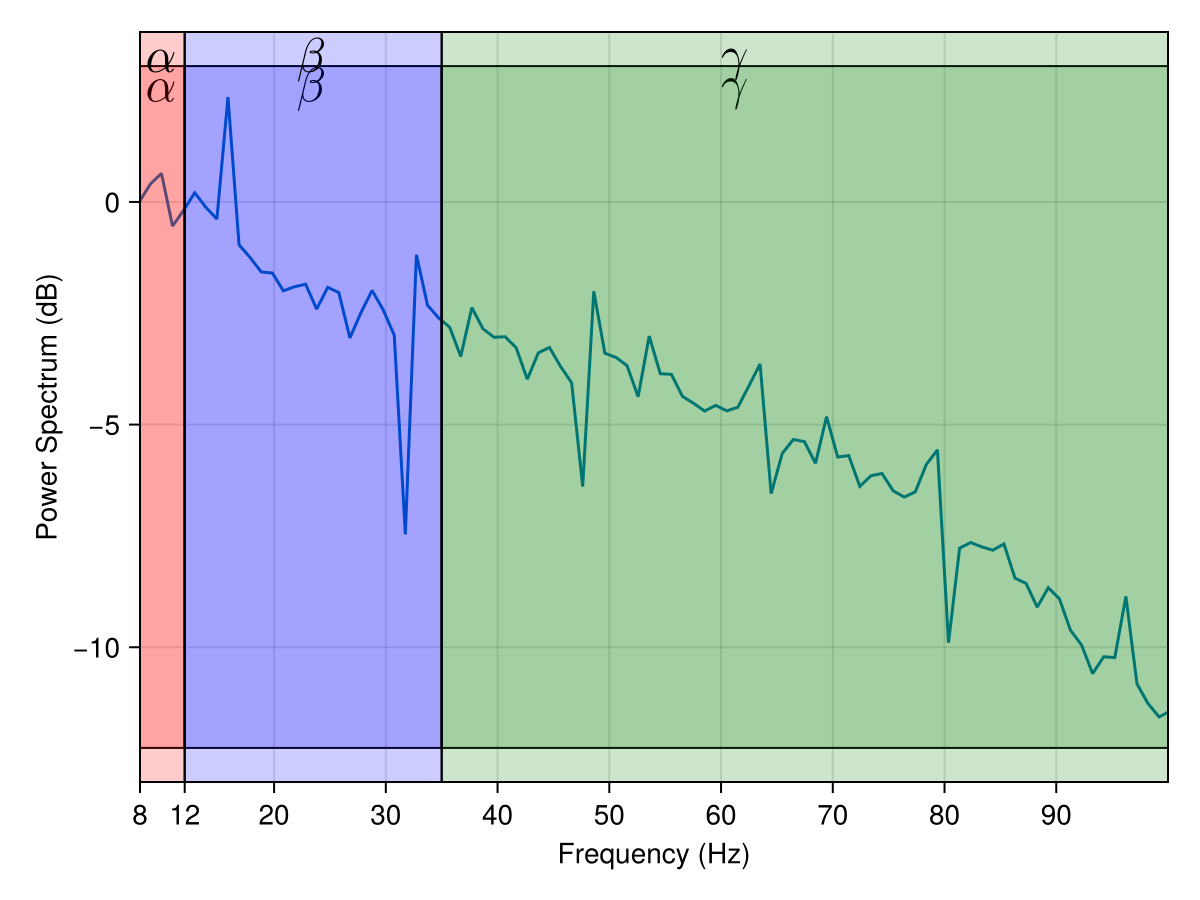 α β γ
α β γ
0
−5
−10
Power Spectrum (dB)
8 12 20 30 40 50 60 70 80 90
Frequency (Hz)